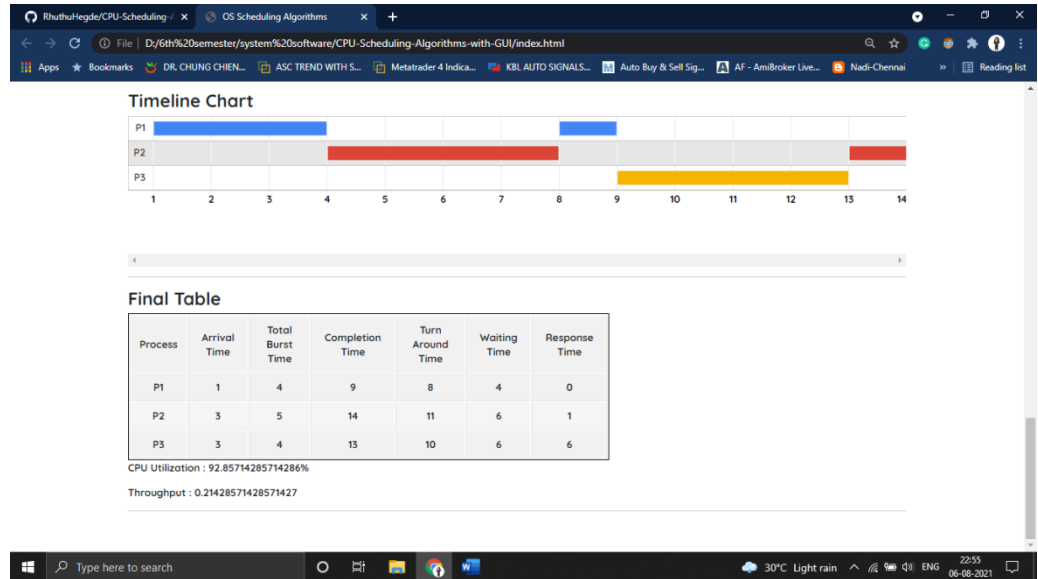 RhuthuHegde/CPU-Scheduling-A
OS Scheduling Algorithms
File | D:/6th%20semester/system%20software/CPU-Scheduling-Algorithms-with-GUI/index.html
Apps Bookmarks DR. CHUNG CHIEN... ASC TREND WITH S... Metatrader 4 Indica... KBL AUTO SIGNALS... Auto Buy & Sell Sig... AF - AmiBroker Live... Nadi-Chennai » Reading list
Timeline Chart
P1
P2
P3
1 2 3 4 5 6 7 8 9 10 11 12 13 14
Final Table
Process Arrival Time Total Burst Time Completion Time Turn Around Time Waiting Time Response Time
P1 1 4 9 8 4 0
P2 3 5 14 11 6 1
P3 3 4 13 10 6 6
CPU Utilization : 92.85714285714286%
Throughput : 0.21428571428571427
Type here to search
30°C Light rain
ENG
22:55
06-08-2021